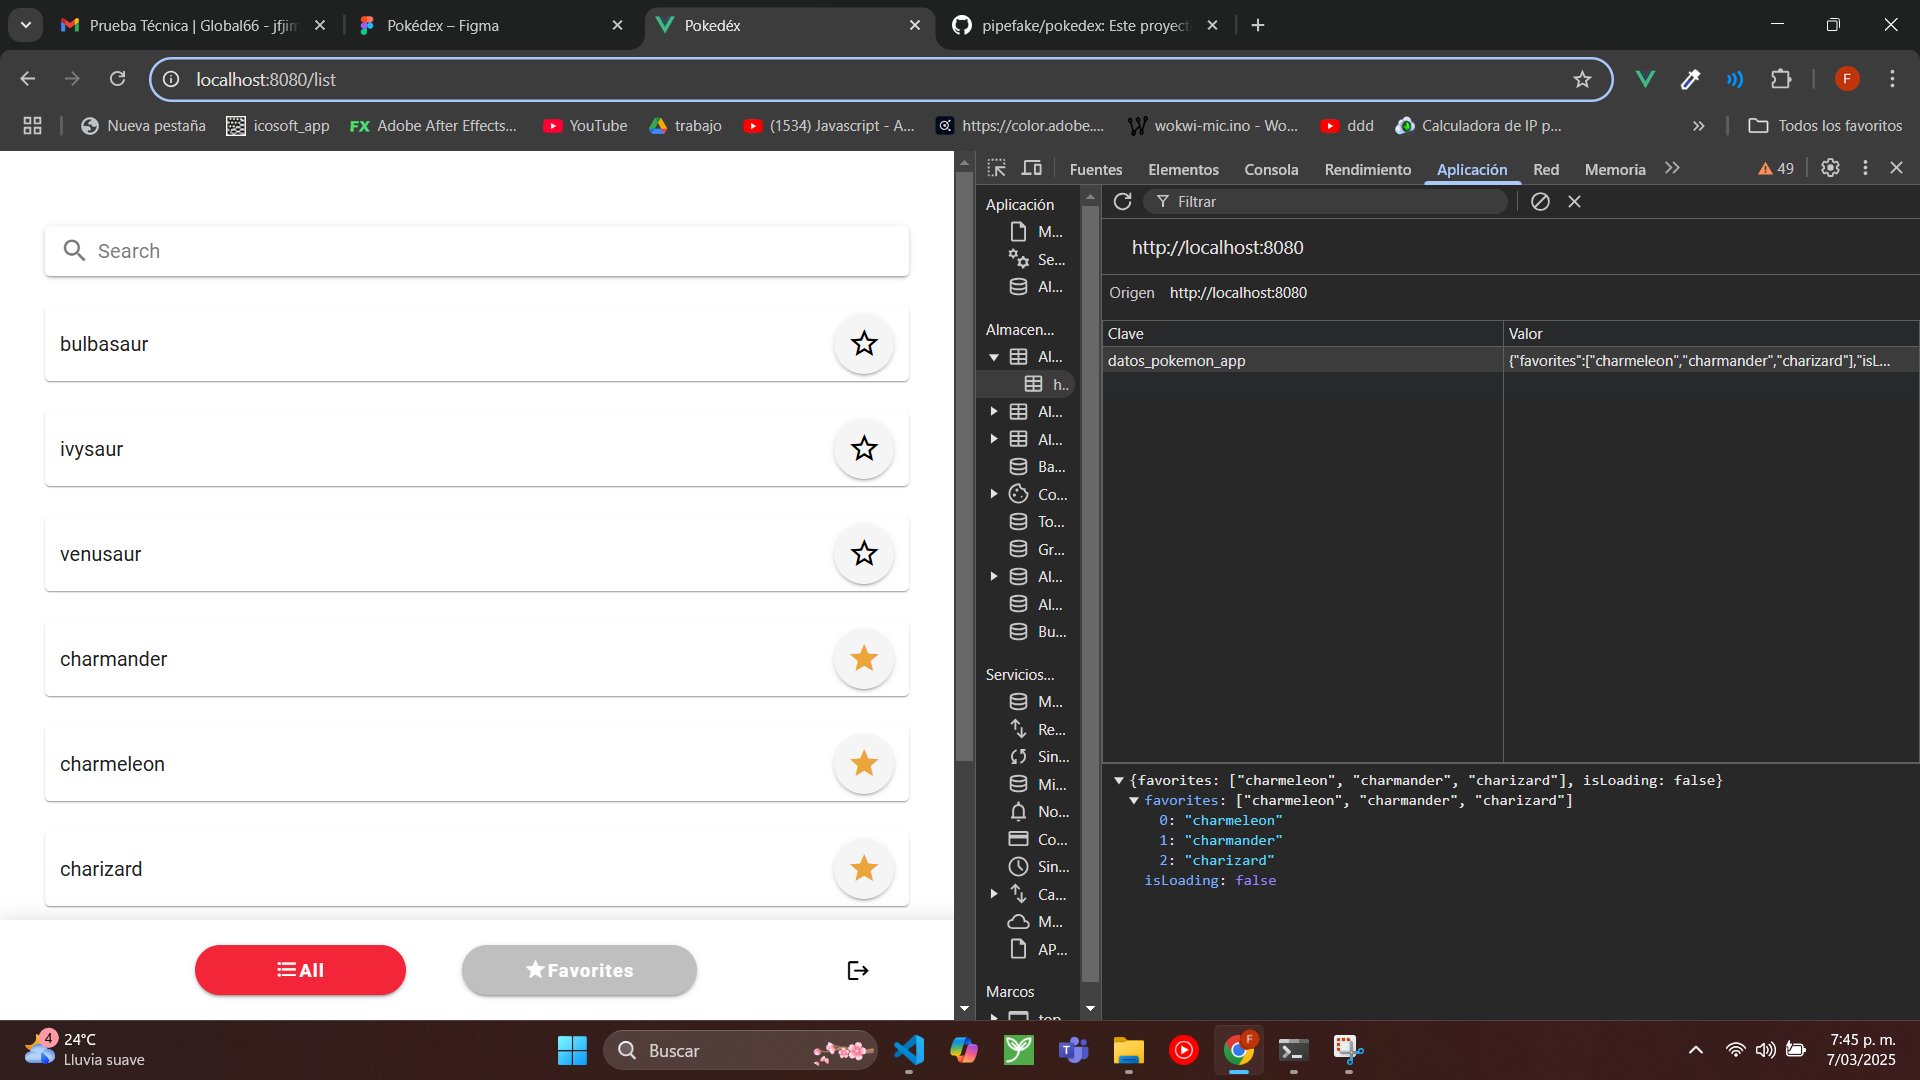 Prueba Técnica | Global66 - jfjim
Pokédex – Figma
Pokedéx
pipefake/pokedex: Este proyect
localhost:8080/list
F
Nueva pestaña
icosoft_app
FX Adobe After Effects...
YouTube
trabajo
(1534) Javascript - A...
https://color.adobe....
wokwi-mic.ino - Wo...
ddd
Calculadora de IP p...
Todos los favoritos
Search
bulbasaur
ivysaur
venusaur
charmander
charmeleon
charizard
All
Favorites
Fuentes
Elementos
Consola
Rendimiento
Aplicación
Red
Memoria
49
Aplicación
M...
Se...
Al...
Almacen...
Al...
h..
Al...
Al...
Ba...
Co...
To...
Gr...
Al...
Al...
Bu...
Servicios...
M...
Re...
Sin...
Mi...
No...
Co...
Sin...
Ca...
M...
AP...
Marcos
top
Filtrar
http://localhost:8080
Origen http://localhost:8080
Clave Valor
datos_pokemon_app {"favorites":["charmeleon","charmander","charizard"],"isL...
{favorites: ["charmeleon", "charmander", "charizard"], isLoading: false}
favorites: ["charmeleon", "charmander", "charizard"]
0: "charmeleon"
1: "charmander"
2: "charizard"
isLoading: false
4
24°C
Lluvia suave
Buscar
F
7:45 p. m.
7/03/2025